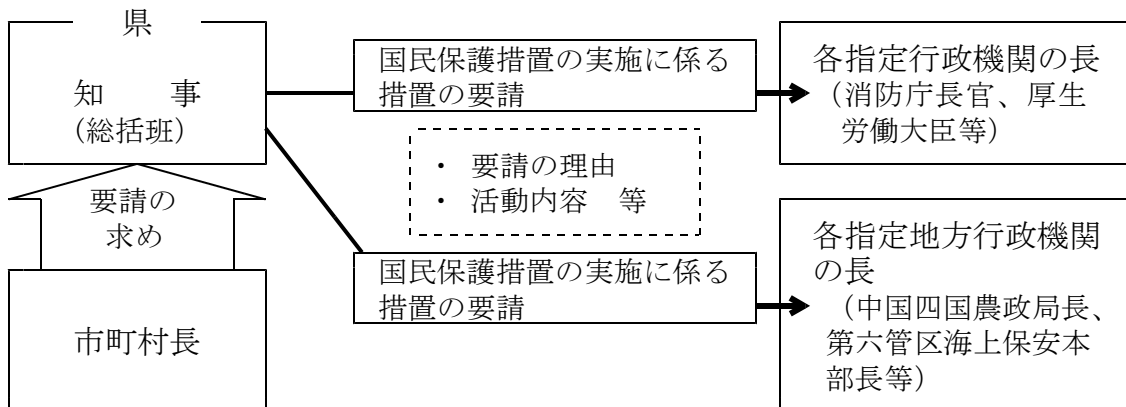 県
知　　事
(総括班)
要請の
求め
市町村長
国民保護措置の実施に係る
措置の要請
・ 要請の理由
・ 活動内容　等
国民保護措置の実施に係る
措置の要請
各指定行政機関の長
（消防庁長官、厚生
労働大臣等）
各指定地方行政機関
の長
（中国四国農政局長、
第六管区海上保安本
部長等）